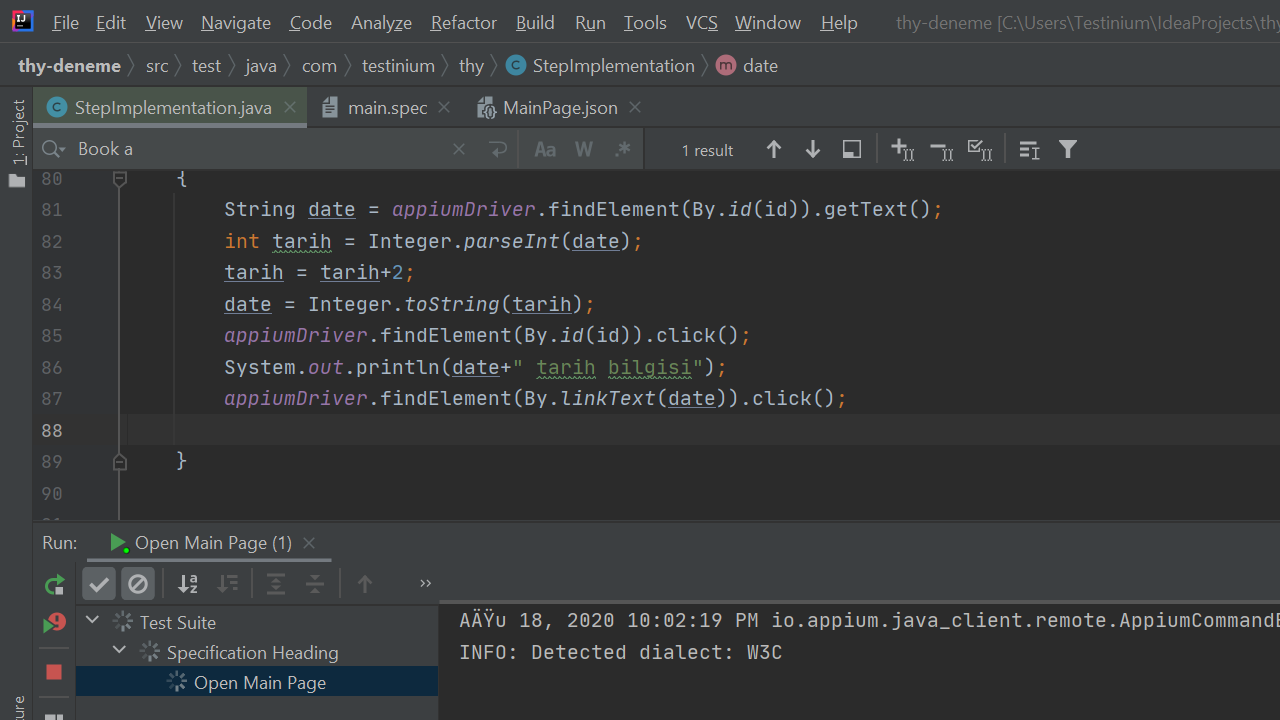 File Edit View Navigate Code Analyze Refactor Build Run Tools VCS Window Help thy-deneme [C:\Users\Testinium\IdeaProjects\thy
thy-deneme src test java com testinium thy StepImplementation date
1: Project
StepImplementation.java main.spec MainPage.json
Book a Aa W .* 1 result
80 {
81 String date = appiumDriver.findElement(By.id(id)).getText();
82 int tarih = Integer.parseInt(date);
83 tarih = tarih+2;
84 date = Integer.toString(tarih);
85 appiumDriver.findElement(By.id(id)).click();
86 System.out.println(date+" tarih bilgisi");
87 appiumDriver.findElement(By.linkText(date)).click();
88
89 }
90
Run: Open Main Page (1)
Test Suite
Specification Heading
Open Main Page
AÄŸu 18, 2020 10:02:19 PM io.appium.java_client.remote.AppiumCommandE
INFO: Detected dialect: W3C